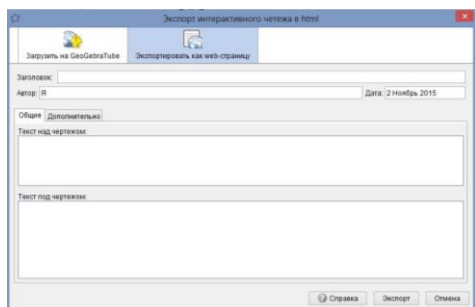 Экспорт интерактивного четежа в html
Загрузить на GeoGebraTube
Экспортировать как web-страницу
Заголовок:
Автор: Я
Дата: 2 Ноябрь 2015
Общие Дополнительно
Текст над чертежом:
Текст под чертежом:
Справка Экспорт Отмена